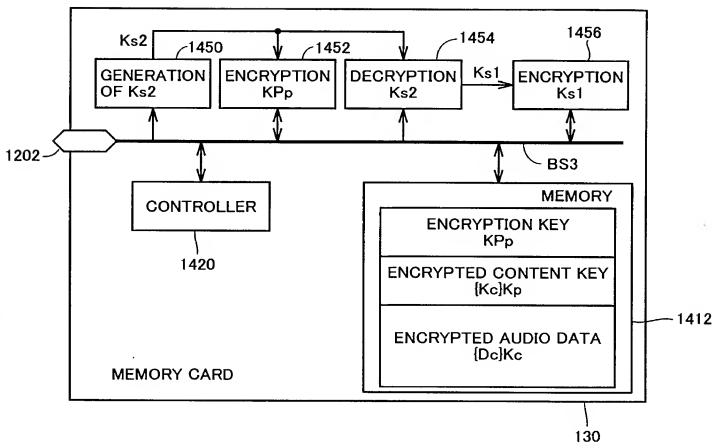 Ks2
1450
1452
1454
1456
GENERATION
OF Ks2
ENCRYPTION
KPp
DECRYPTION
Ks2
Ks1
ENCRYPTION
Ks1
1202
BS3
CONTROLLER
1420
MEMORY
ENCRYPTION KEY
KPp
ENCRYPTED CONTENT KEY
{Kc}Kp
ENCRYPTED AUDIO DATA
{Dc}Kc
1412
MEMORY CARD
130